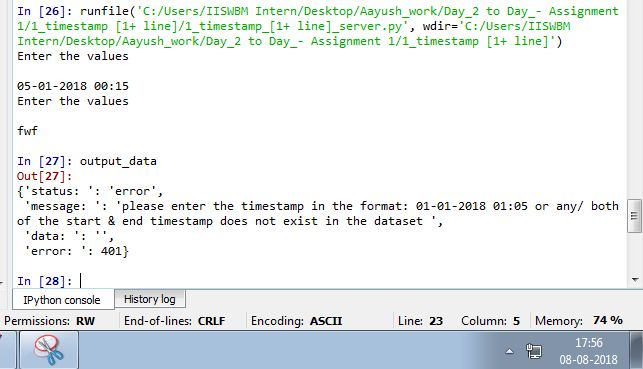 In [26]: runfile('C:/Users/IISWBM Intern/Desktop/Aayush_work/Day_2 to Day_- Assignment
1/1_timestamp [1+ line]/1_timestamp_[1+ line]_server.py', wdir='C:/Users/IISWBM
Intern/Desktop/Aayush_work/Day_2 to Day_- Assignment 1/1_timestamp [1+ line]')
Enter the values
05-01-2018 00:15
Enter the values
fwf
In [27]: output_data
Out[27]:
{'status: ': 'error',
'message: ': 'please enter the timestamp in the format: 01-01-2018 01:05 or any/ both
of the start & end timestamp does not exist in the dataset ',
'data: ': '',
'error: ': 401}
In [28]:
IPython console History log
Permissions: RW End-of-lines: CRLF Encoding: ASCII Line: 23 Column: 5 Memory: 74 %
17:56
08-08-2018